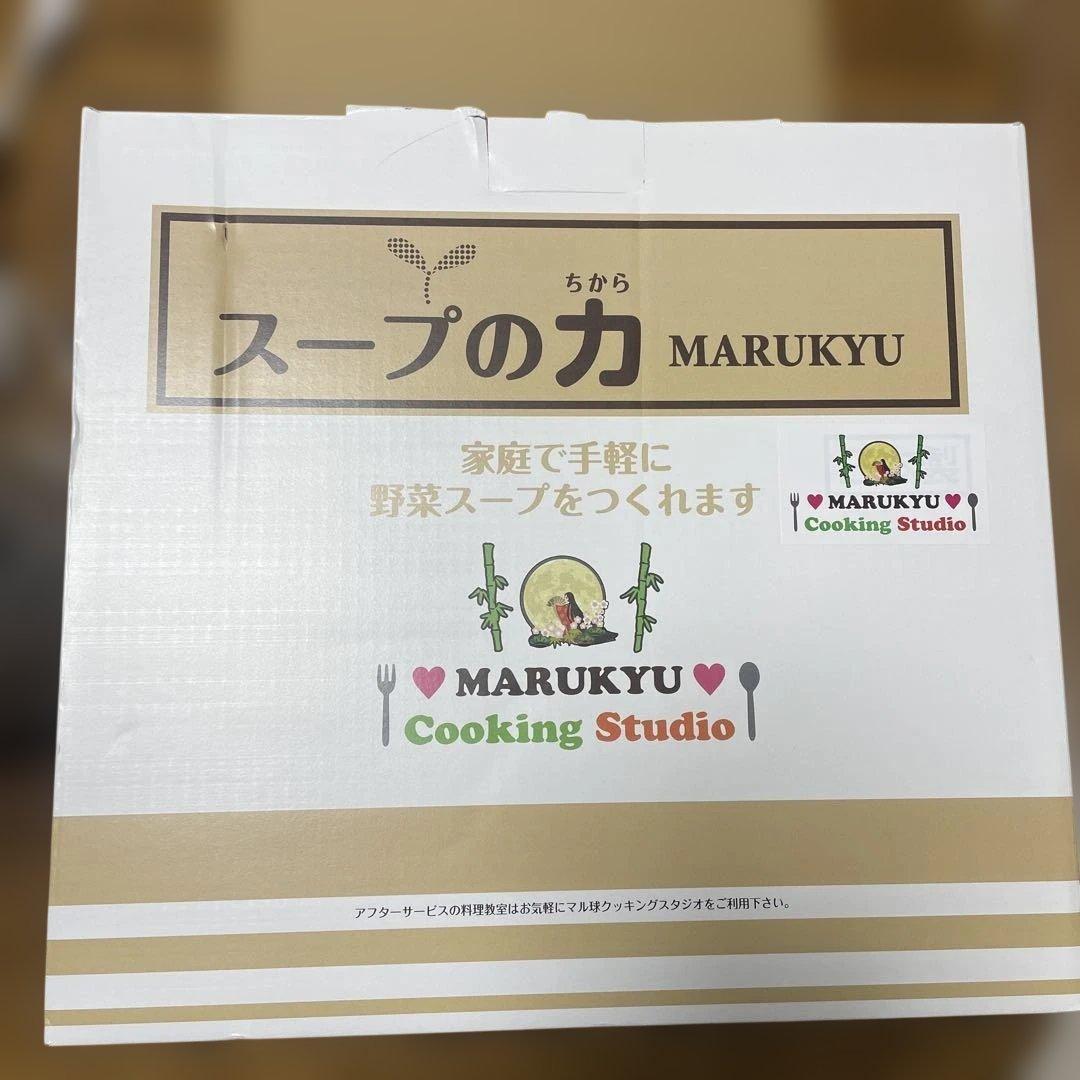 ちから
スープの力 MARUKYU
家庭で手軽に
野菜スープをつくれます
MARUKYU
Cooking Studio
MARUKYU
Cooking Studio
アフターサービスの料理教室はお気軽にマル球クッキングスタジオをご利用下さい。